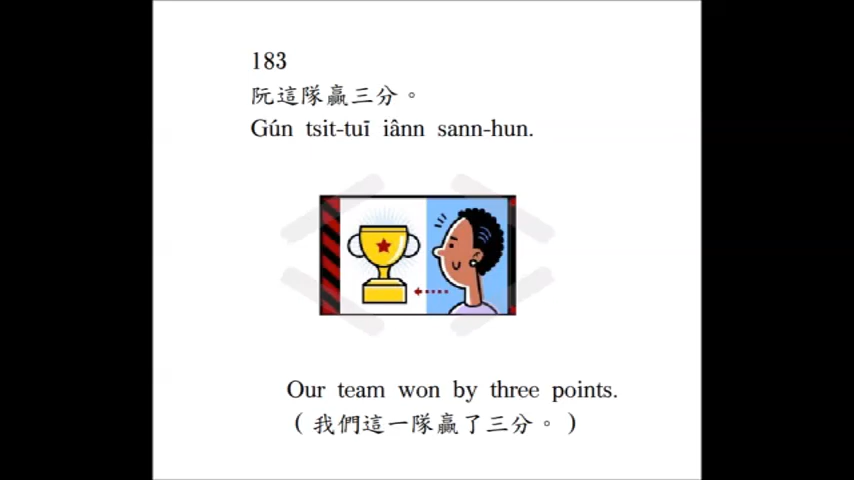 183
阮這隊贏三分。
Gún tsit-tuī iânn sann-hun.
Our team won by three points.
( 我們這一隊贏了三分。 )